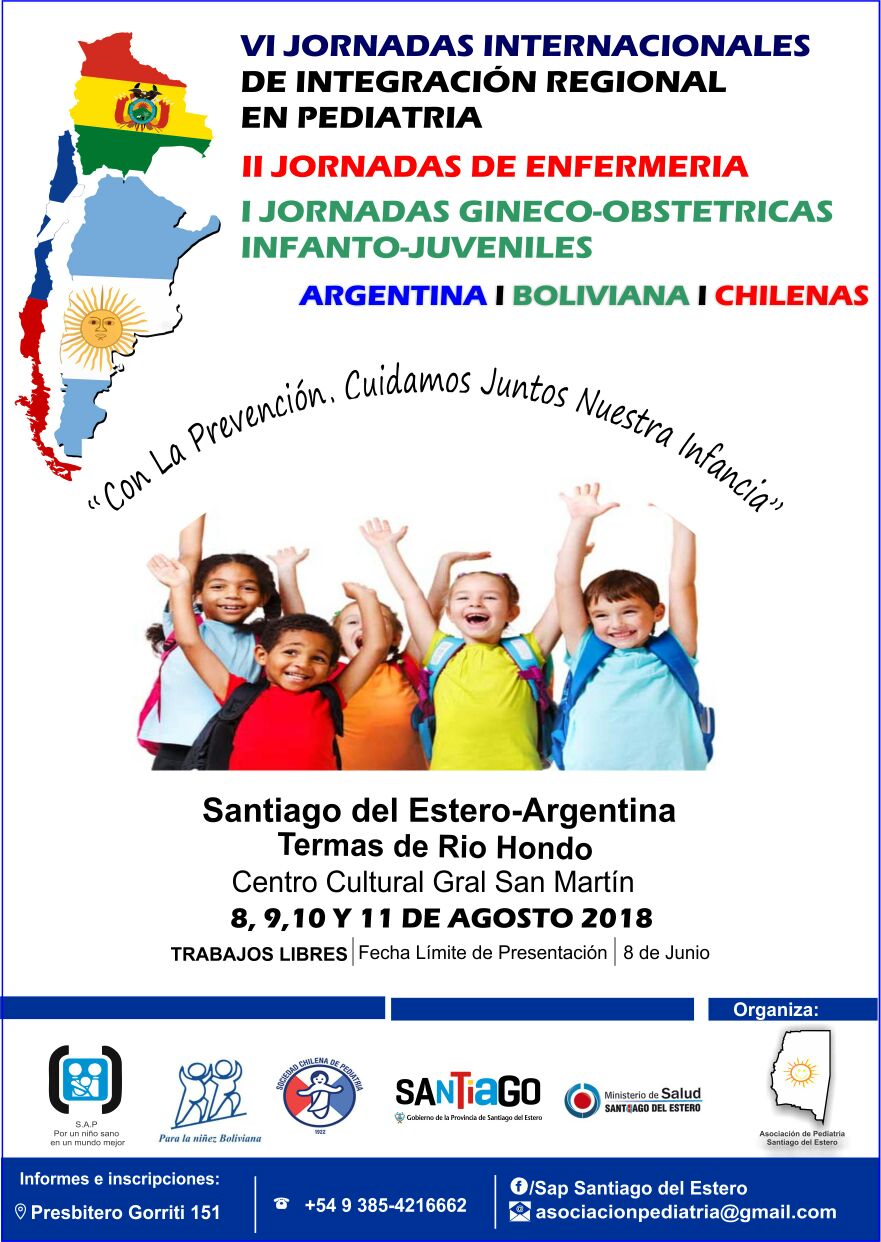 VI JORNADAS INTERNACIONALES
DE INTEGRACIÓN REGIONAL
EN PEDIATRIA
II JORNADAS DE ENFERMERIA
I JORNADAS GINECO-OBSTETRICAS
INFANTO-JUVENILES
ARGENTINA I BOLIVIANA I CHILENAS
“Con La Prevención. Cuidamos Juntos Nuestra Infancia”
Santiago del Estero-Argentina
Termas de Rio Hondo
Centro Cultural Gral San Martín
8, 9,10 Y 11 DE AGOSTO 2018
TRABAJOS LIBRES | Fecha Límite de Presentación | 8 de Junio
Organiza:
S.A.P
Por un niño sano
en un mundo mejor
Para la niñez Boliviana
SOCIEDAD CHILENA DE PEDIATRIA
1922
SANTIAGO
Gobierno de la Provincia de Santiago del Estero
Ministerio de Salud
SANTIAGO DEL ESTERO
Asociación de Pediatria
Santiago del Estero
Informes e inscripciones:
Presbitero Gorriti 151
+54 9 385-4216662
/Sap Santiago del Estero
asociacionpediatria@gmail.com